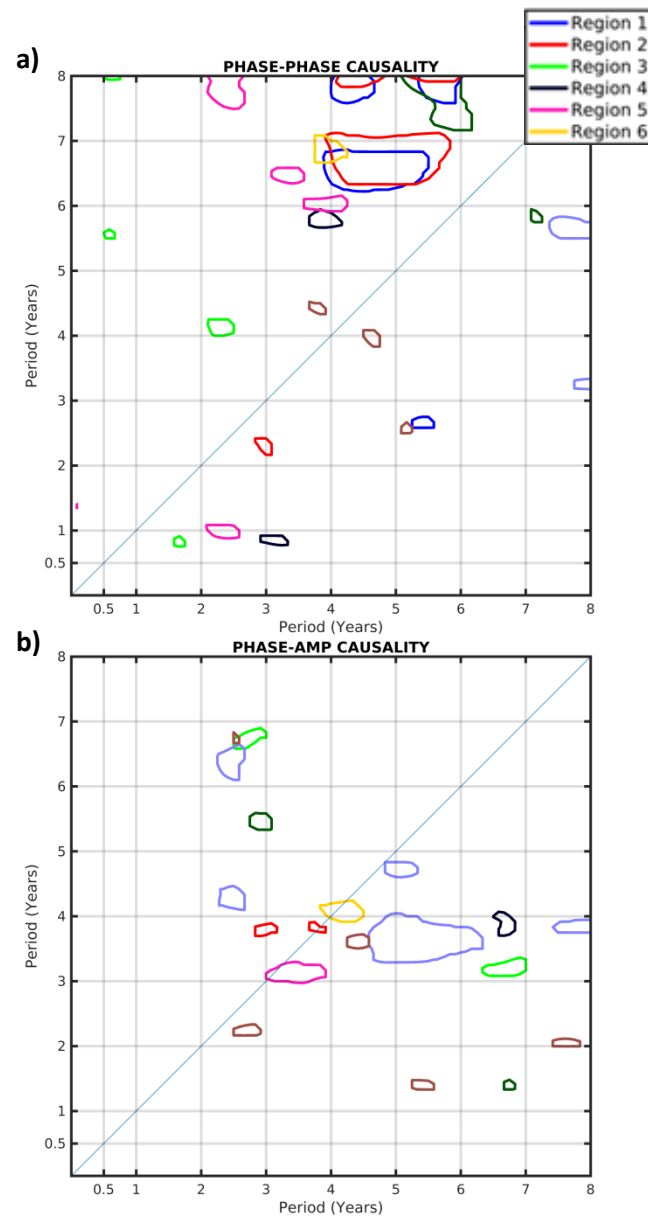 Region 1
Region 2
Region 3
Region 4
Region 5
Region 6
a)
PHASE-PHASE CAUSALITY
8
7
6
5
4
3
2
1
0.5
Period (Years)
0.5 1 2 3 4 5 6 7 8
Period (Years)
b)
PHASE-AMP CAUSALITY
8
7
6
5
4
3
2
1
0.5
Period (Years)
0.5 1 2 3 4 5 6 7 8
Period (Years)